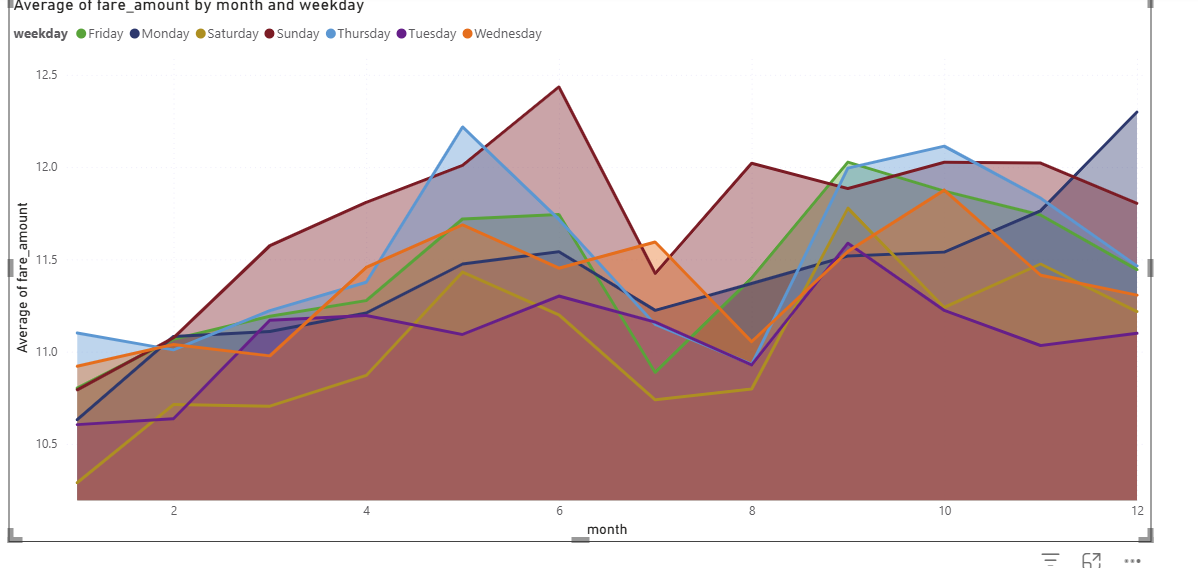 Average of fare_amount by month and weekday
weekday Friday Monday Saturday Sunday Thursday Tuesday Wednesday
12.5
12.0
11.5
11.0
10.5
Average of fare_amount
2 4 6 8 10 12
month